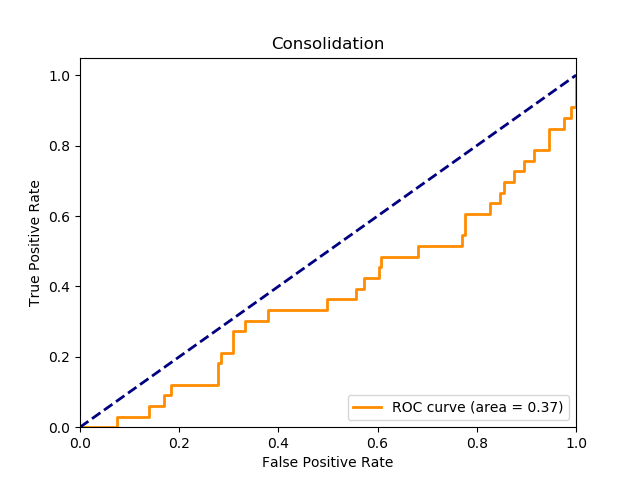 Consolidation
1.0
0.8
0.6
0.4
0.2
0.0
True Positive Rate
ROC curve (area = 0.37)
0.0 0.2 0.4 0.6 0.8 1.0
False Positive Rate